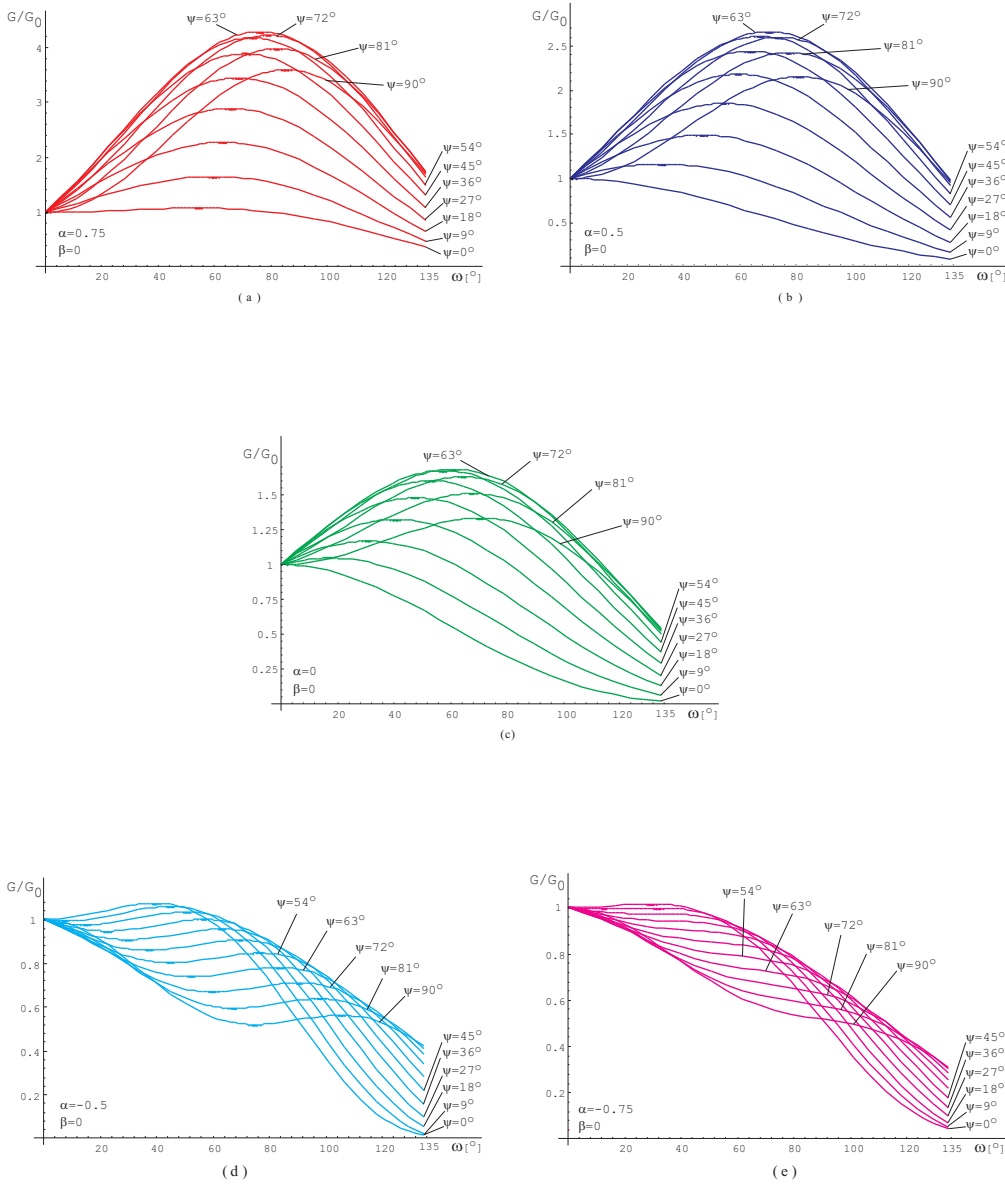 G/G0
ψ=63°
ψ=72°
ψ=81°
ψ=90°
4
3
2
1
ψ=54°
ψ=45°
ψ=36°
ψ=27°
ψ=18°
ψ=9°
ψ=0°
α=0.75
β=0
20
40
60
80
100
120
135
ω[°]
(a)
G/G0
ψ=63°
ψ=72°
ψ=81°
ψ=90°
2.5
2
1.5
1
0.5
ψ=54°
ψ=45°
ψ=36°
ψ=27°
ψ=18°
ψ=9°
ψ=0°
α=0.5
β=0
20
40
60
80
100
120
135
ω[°]
(b)
G/G0
ψ=63°
ψ=72°
ψ=81°
ψ=90°
1.5
1.25
1
0.75
0.5
0.25
ψ=54°
ψ=45°
ψ=36°
ψ=27°
ψ=18°
ψ=9°
ψ=0°
α=0
β=0
20
40
60
80
100
120
135
ω[°]
(c)
G/G0
ψ=54°
ψ=63°
ψ=72°
ψ=81°
ψ=90°
1
0.8
0.6
0.4
0.2
ψ=45°
ψ=36°
ψ=27°
ψ=18°
ψ=9°
ψ=0°
α=-0.5
β=0
20
40
60
80
100
120
135
ω[°]
(d)
G/G0
ψ=54°
ψ=63°
ψ=72°
ψ=81°
ψ=90°
1
0.8
0.6
0.4
0.2
ψ=45°
ψ=36°
ψ=27°
ψ=18°
ψ=9°
ψ=0°
α=-0.75
β=0
20
40
60
80
100
120
135
ω[°]
(e)